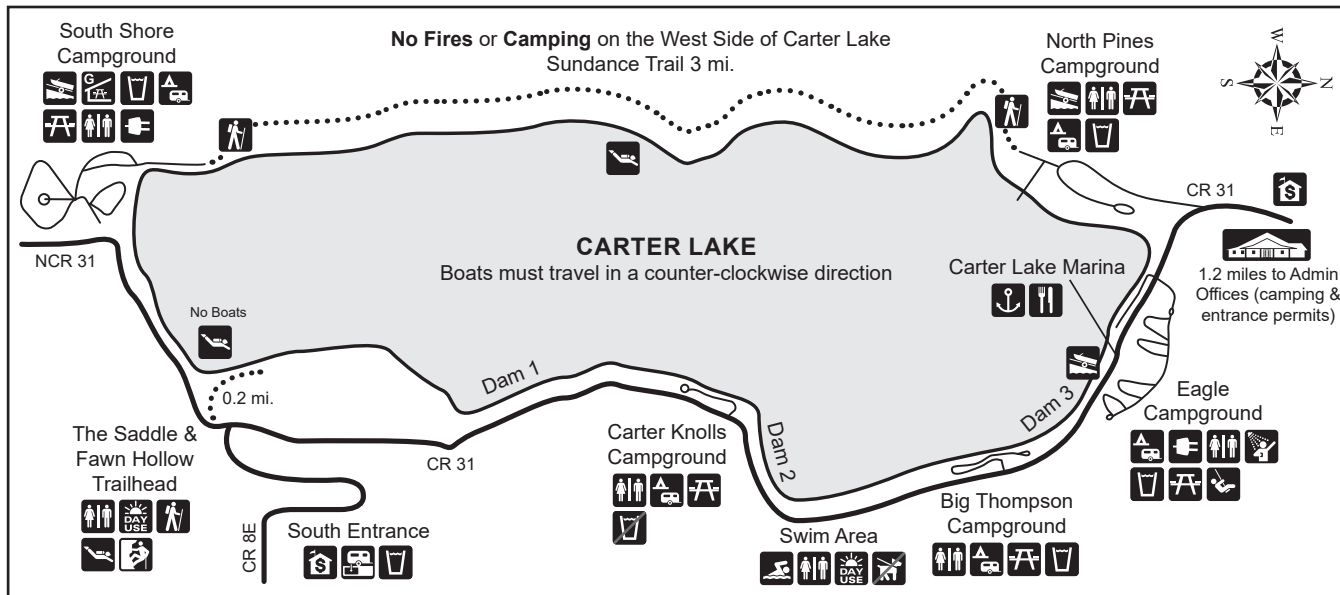 South Shore
Campground
G
No Fires or Camping on the West Side of Carter Lake
Sundance Trail 3 mi.
North Pines
Campground
W
S
N
E
CR 31
$
NCR 31
CARTER LAKE
Boats must travel in a counter-clockwise direction
Carter Lake Marina
1.2 miles to Admin
Offices (camping &
entrance permits)
No Boats
0.2 mi.
Dam 1
Dam 2
Dam 3
Eagle
Campground
The Saddle &
Fawn Hollow
Trailhead
DAY
USE
CR 31
CR 8E
South Entrance
$
Carter Knolls
Campground
Swim Area
DAY
USE
Big Thompson
Campground